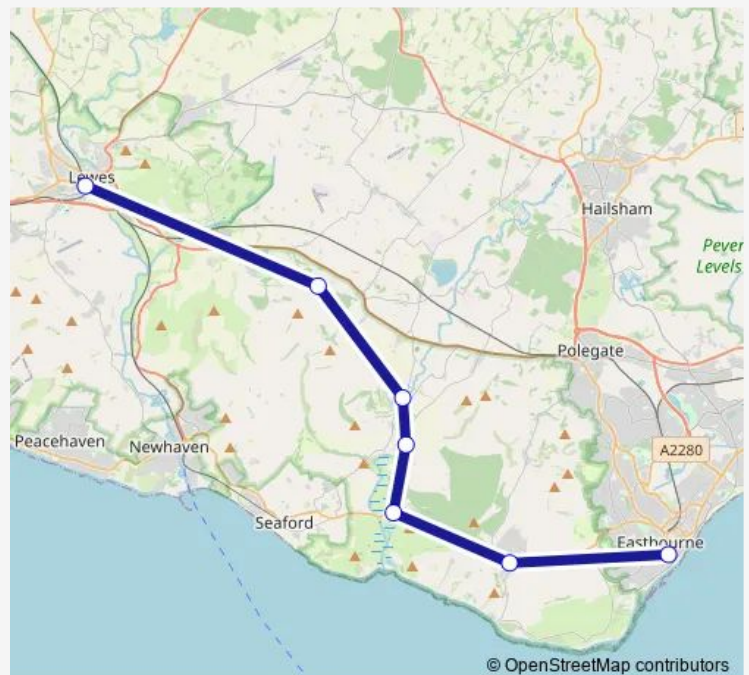 Lewes
Hailsham
Pever
Levels
Polegate
Peacehaven
Newhaven
A2280
Seaford
Eastbourne
© OpenStreetMap contributors